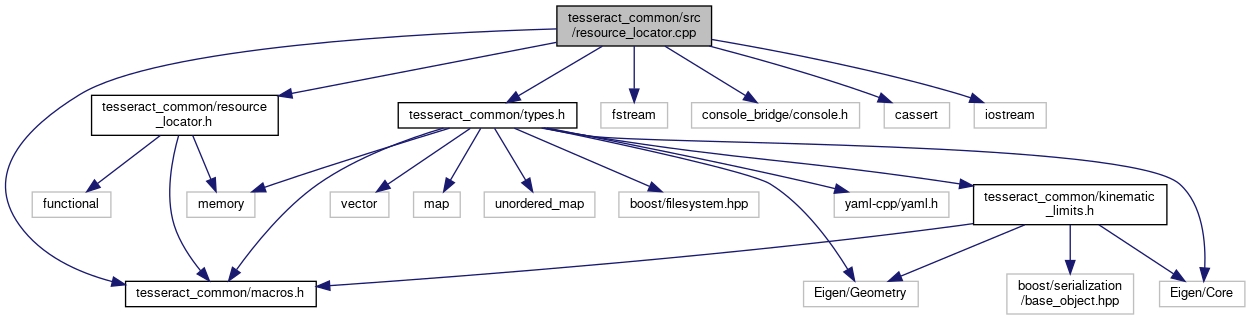 tesseract_common/src
/resource_locator.cpp
tesseract_common/resource
_locator.h
tesseract_common/types.h
fstream
console_bridge/console.h
cassert
iostream
functional
memory
vector
map
unordered_map
boost/filesystem.hpp
yaml-cpp/yaml.h
tesseract_common/kinematic
_limits.h
tesseract_common/macros.h
Eigen/Geometry
boost/serialization
/base_object.hpp
Eigen/Core